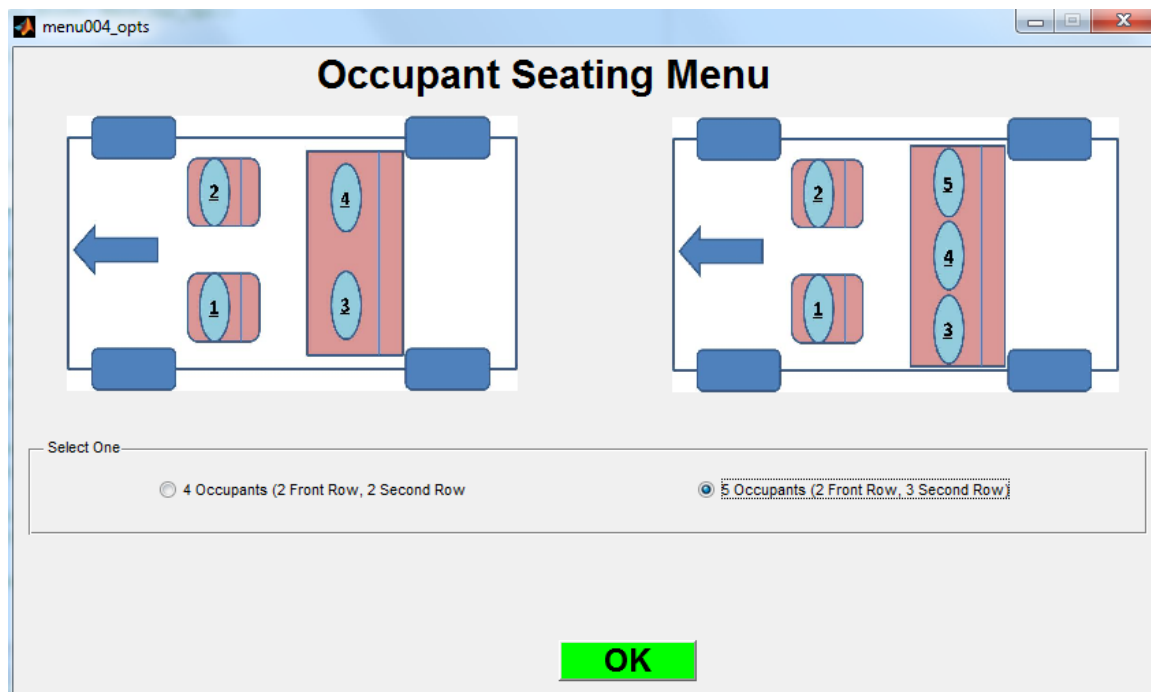 menu004_opts
Occupant Seating Menu
2
4
1
3
2
5
4
1
3
Select One
4 Occupants (2 Front Row, 2 Second Row
5 Occupants (2 Front Row, 3 Second Row)
OK